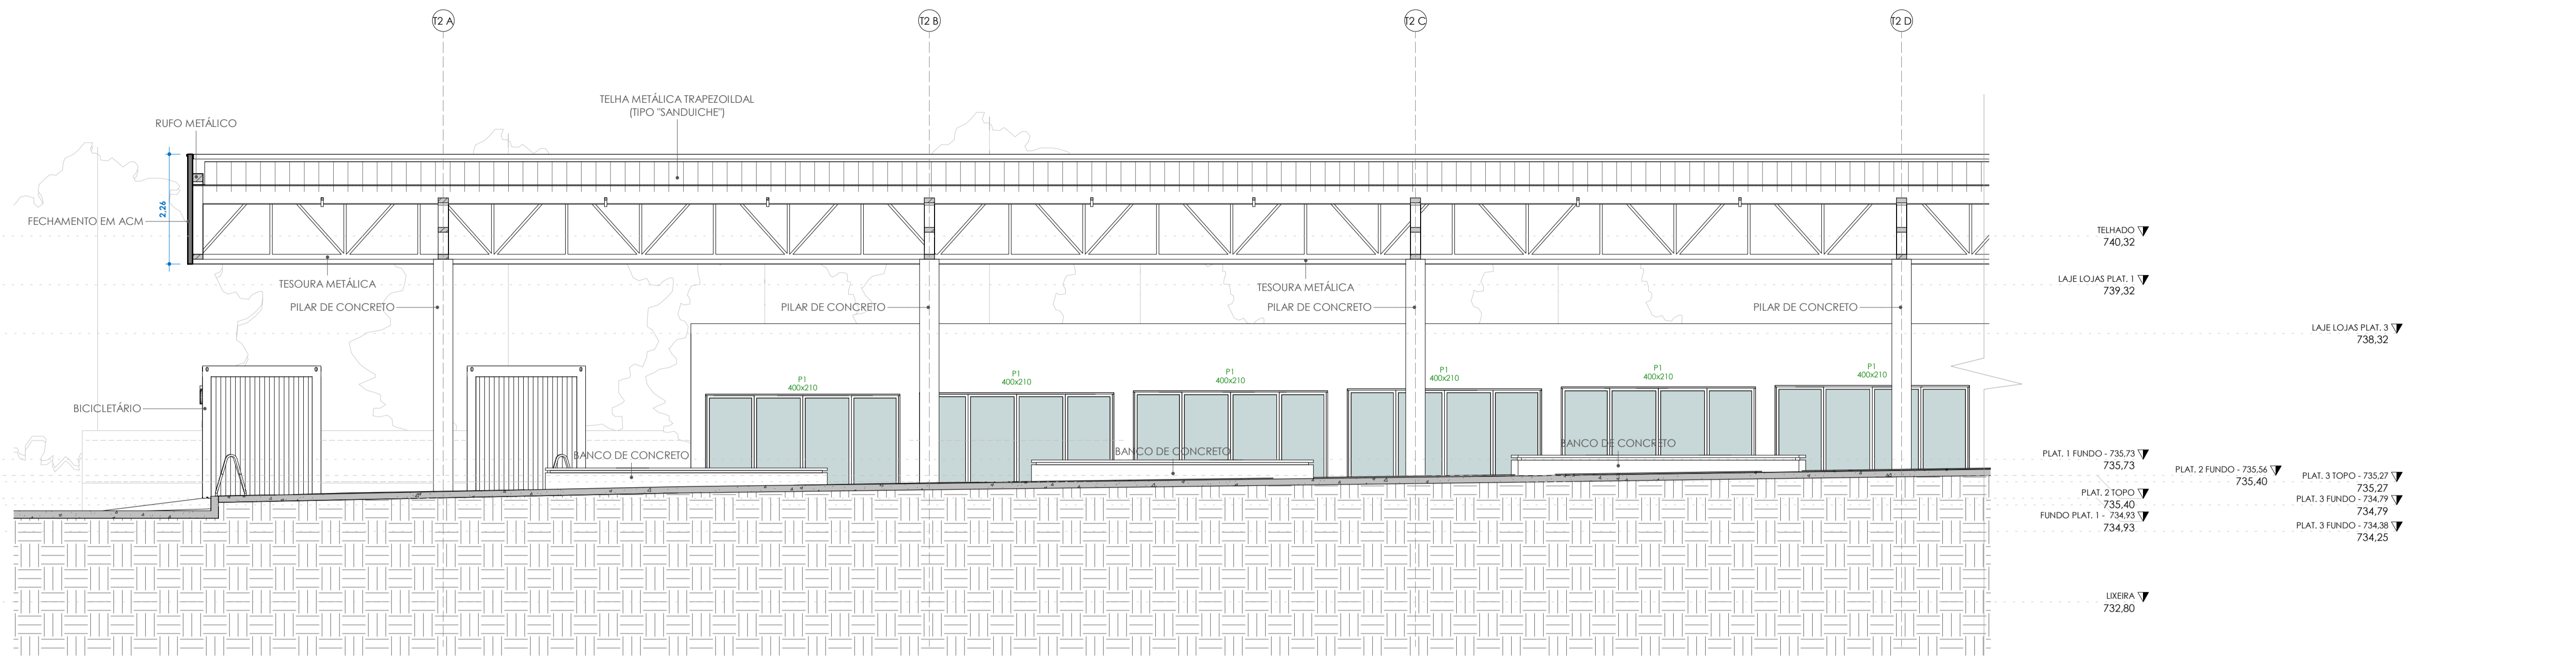 T2 A
T2 B
T2 C
T2 D
TELHA METÁLICA TRAPEZOILDAL
(TIPO "SANDUICHE")
RUFO METÁLICO
2,26
FECHAMENTO EM ACM
TELHADO
740,32
TESOURA METÁLICA
TESOURA METÁLICA
LAJE LOJAS PLAT. 1
739,32
PILAR DE CONCRETO
PILAR DE CONCRETO
PILAR DE CONCRETO
PILAR DE CONCRETO
LAJE LOJAS PLAT. 3
738,32
P1
400x210
P1
400x210
P1
400x210
P1
400x210
P1
400x210
P1
400x210
BICICLETÁRIO
BANCO DE CONCRETO
BANCO DE CONCRETO
BANCO DE CONCRETO
PLAT. 1 FUNDO - 735,73
735,73
PLAT. 2 FUNDO - 735,56
735,40
PLAT. 3 TOPO - 735,27
735,27
PLAT. 2 TOPO
735,40
PLAT. 3 FUNDO - 734,79
734,79
FUNDO PLAT. 1 - 734,93
734,93
PLAT. 3 FUNDO - 734,38
734,25
LIXEIRA
732,80